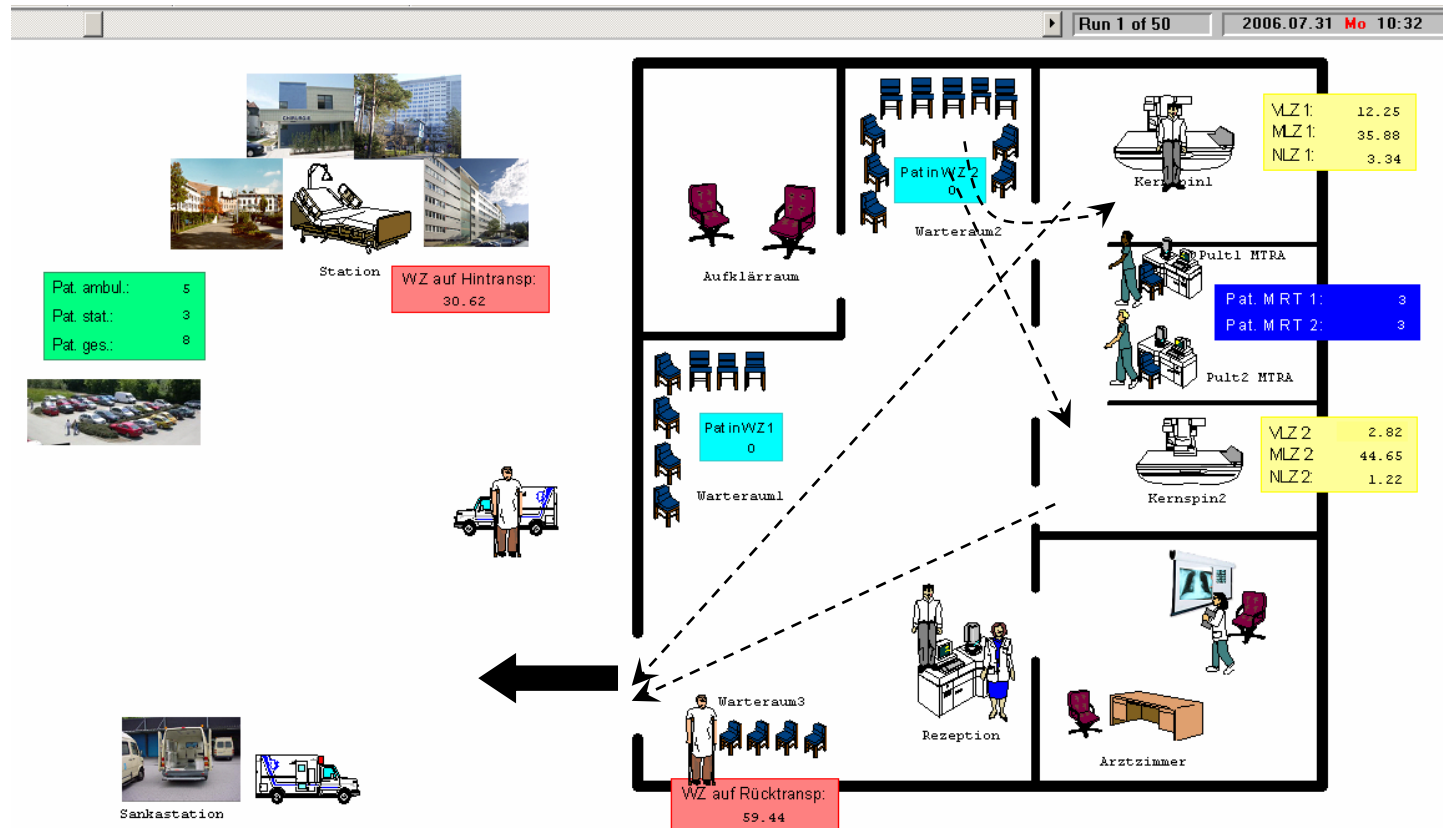 Run 1 of 50
2006.07.31 Mo 10:32
CHIRURGIE
Station
WZ auf Hintransp:
30.62
Pat. ambul.: 5
Pat. stat.: 3
Pat. ges.: 8
Aufklärraum
Pat in WZ 2
0
Warteraum2
VLZ 1: 12.25
MLZ 1: 35.88
NLZ 1: 3.34
Kernspin1
Pult1 MTRA
Pat. MRT 1: 3
Pat. MRT 2: 3
Pult2 MTRA
Pat in WZ 1
0
Warteraum1
VLZ 2: 2.82
MLZ 2: 44.65
NLZ 2: 1.22
Kernspin2
Warteraum3
Rezeption
Arztzimmer
WZ auf Rücktransp:
59.44
Sankastation